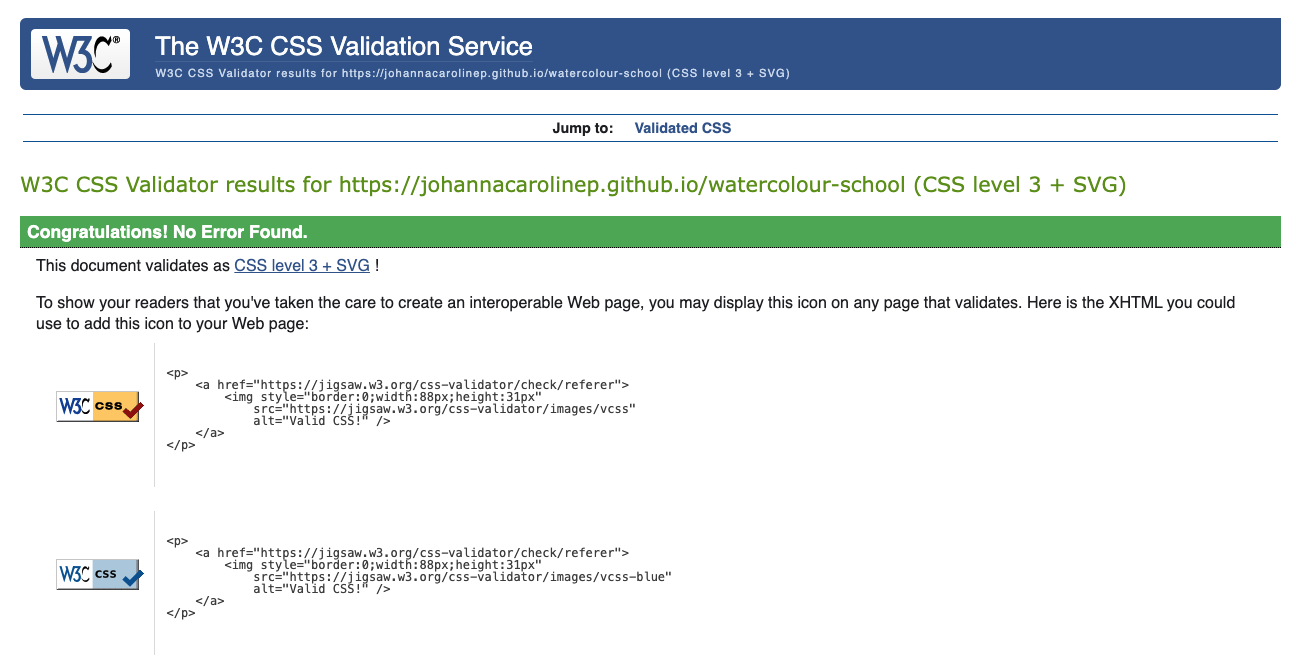 W3C®
The W3C CSS Validation Service
W3C CSS Validator results for https://johannacarolinep.github.io/watercolour-school (CSS level 3 + SVG)
Jump to: Validated CSS
W3C CSS Validator results for https://johannacarolinep.github.io/watercolour-school (CSS level 3 + SVG)
Congratulations! No Error Found.
This document validates as CSS level 3 + SVG !
To show your readers that you've taken the care to create an interoperable Web page, you may display this icon on any page that validates. Here is the XHTML you could
use to add this icon to your Web page:
W3C CSS
<p>
    <a href="https://jigsaw.w3.org/css-validator/check/referer">
        <img style="border:0;width:88px;height:31px"
            src="https://jigsaw.w3.org/css-validator/images/vcss"
            alt="Valid CSS!" />
    </a>
</p>
W3C CSS
<p>
    <a href="https://jigsaw.w3.org/css-validator/check/referer">
        <img style="border:0;width:88px;height:31px"
            src="https://jigsaw.w3.org/css-validator/images/vcss-blue"
            alt="Valid CSS!" />
    </a>
</p>